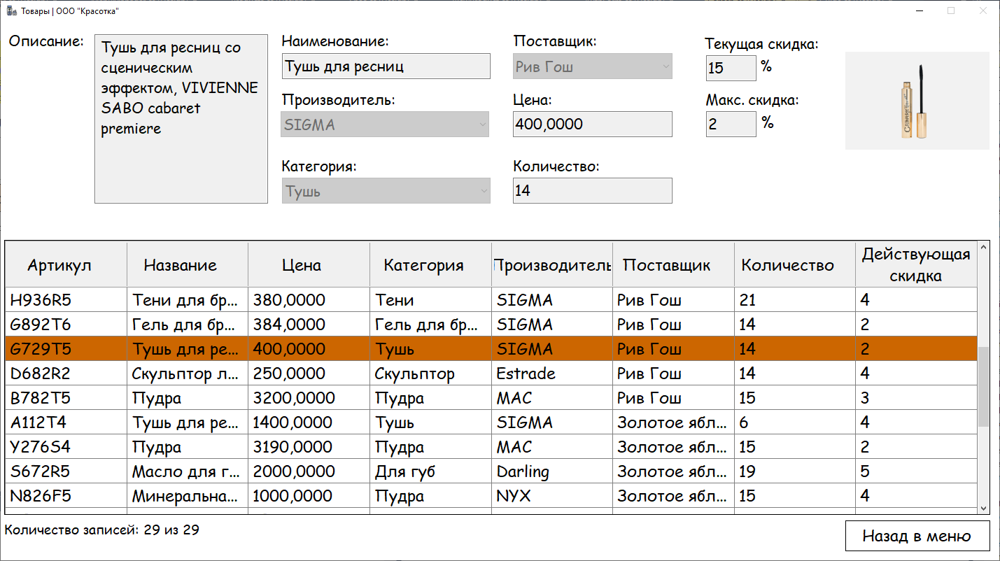 Товары | ООО "Красотка"
Описание:
Тушь для ресниц со
сценическим
эффектом, VIVIENNE
SABO cabaret
premiere
Наименование:
Тушь для ресниц
Производитель:
SIGMA
Категория:
Тушь
Поставщик:
Рив Гош
Цена:
400,0000
Количество:
14
Текущая скидка:
15 %
Макс. скидка:
2 %
Артикул Название Цена Категория Производитель Поставщик Количество Действующая
скидка
H936R5 Тени для бр... 380,0000 Тени SIGMA Рив Гош 21 4
G892T6 Гель для бр... 384,0000 Гель для бр... SIGMA Рив Гош 14 2
G729T5 Тушь для ре... 400,0000 Тушь SIGMA Рив Гош 14 2
D682R2 Скульптор л... 250,0000 Скульптор Estrade Рив Гош 14 4
B782T5 Пудра 3200,0000 Пудра MAC Рив Гош 15 3
A112T4 Тушь для ре... 1400,0000 Тушь SIGMA Золотое ябл... 6 4
Y276S4 Пудра 3190,0000 Пудра MAC Золотое ябл... 15 2
S672R5 Масло для г... 2000,0000 Для губ Darling Золотое ябл... 19 5
N826F5 Минеральна... 1000,0000 Пудра NYX Золотое ябл... 15 4
Количество записей: 29 из 29
Назад в меню